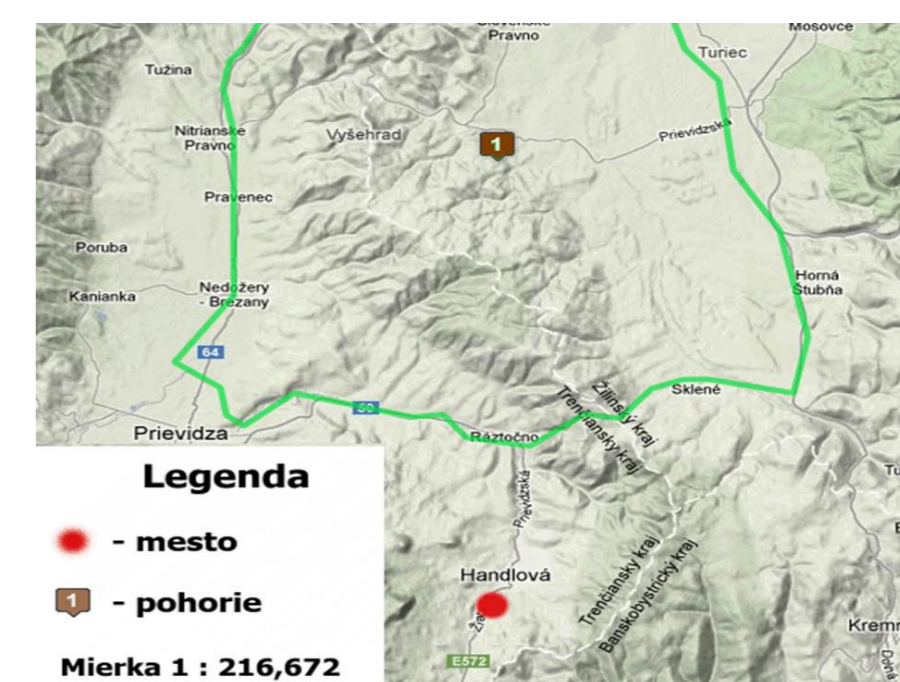 Slovenské
Pravno
Mošovce
Turiec
Tužina
Nitrianske
Pravno
Vyšehrad
1
Prievidzská
Pravenec
Poruba
Kanianka
Nedožery
- Brezany
Horná
Štubňa
64
50
Sklené
Prievidza
Ráztočno
Žilinský kraj
Trenčiansky kraj
Prievidzská
Handlová
Trenčiansky kraj
Banskobystrický kraj
E572
Legenda
- mesto
1 - pohorie
Mierka 1 : 216,672